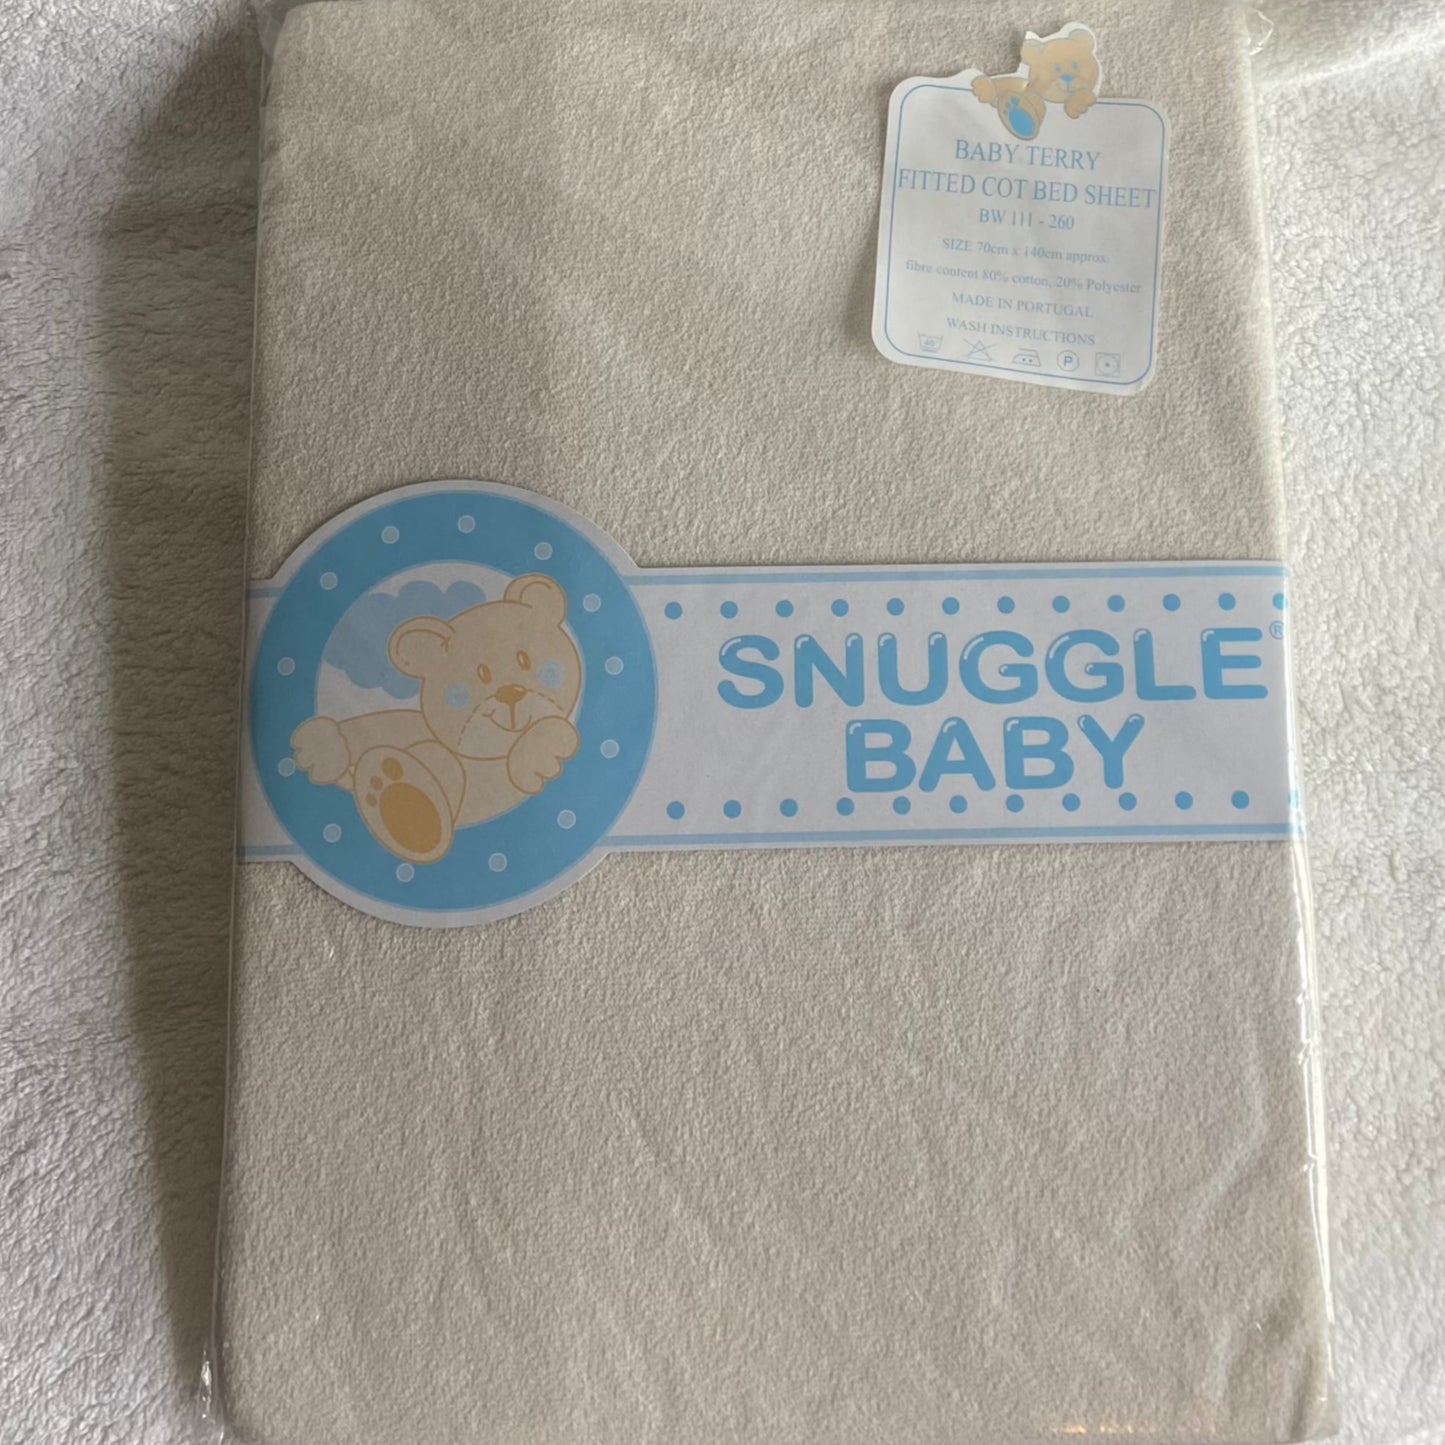 BABY TERRY
FITTED COT BED SHEET
BW 111 - 260
SIZE 70cm x 140cm approx.
fibre content 80% cotton, 20% Polyester
MADE IN PORTUGAL
WASH INSTRUCTIONS
40°
P
SNUGGLE®
BABY